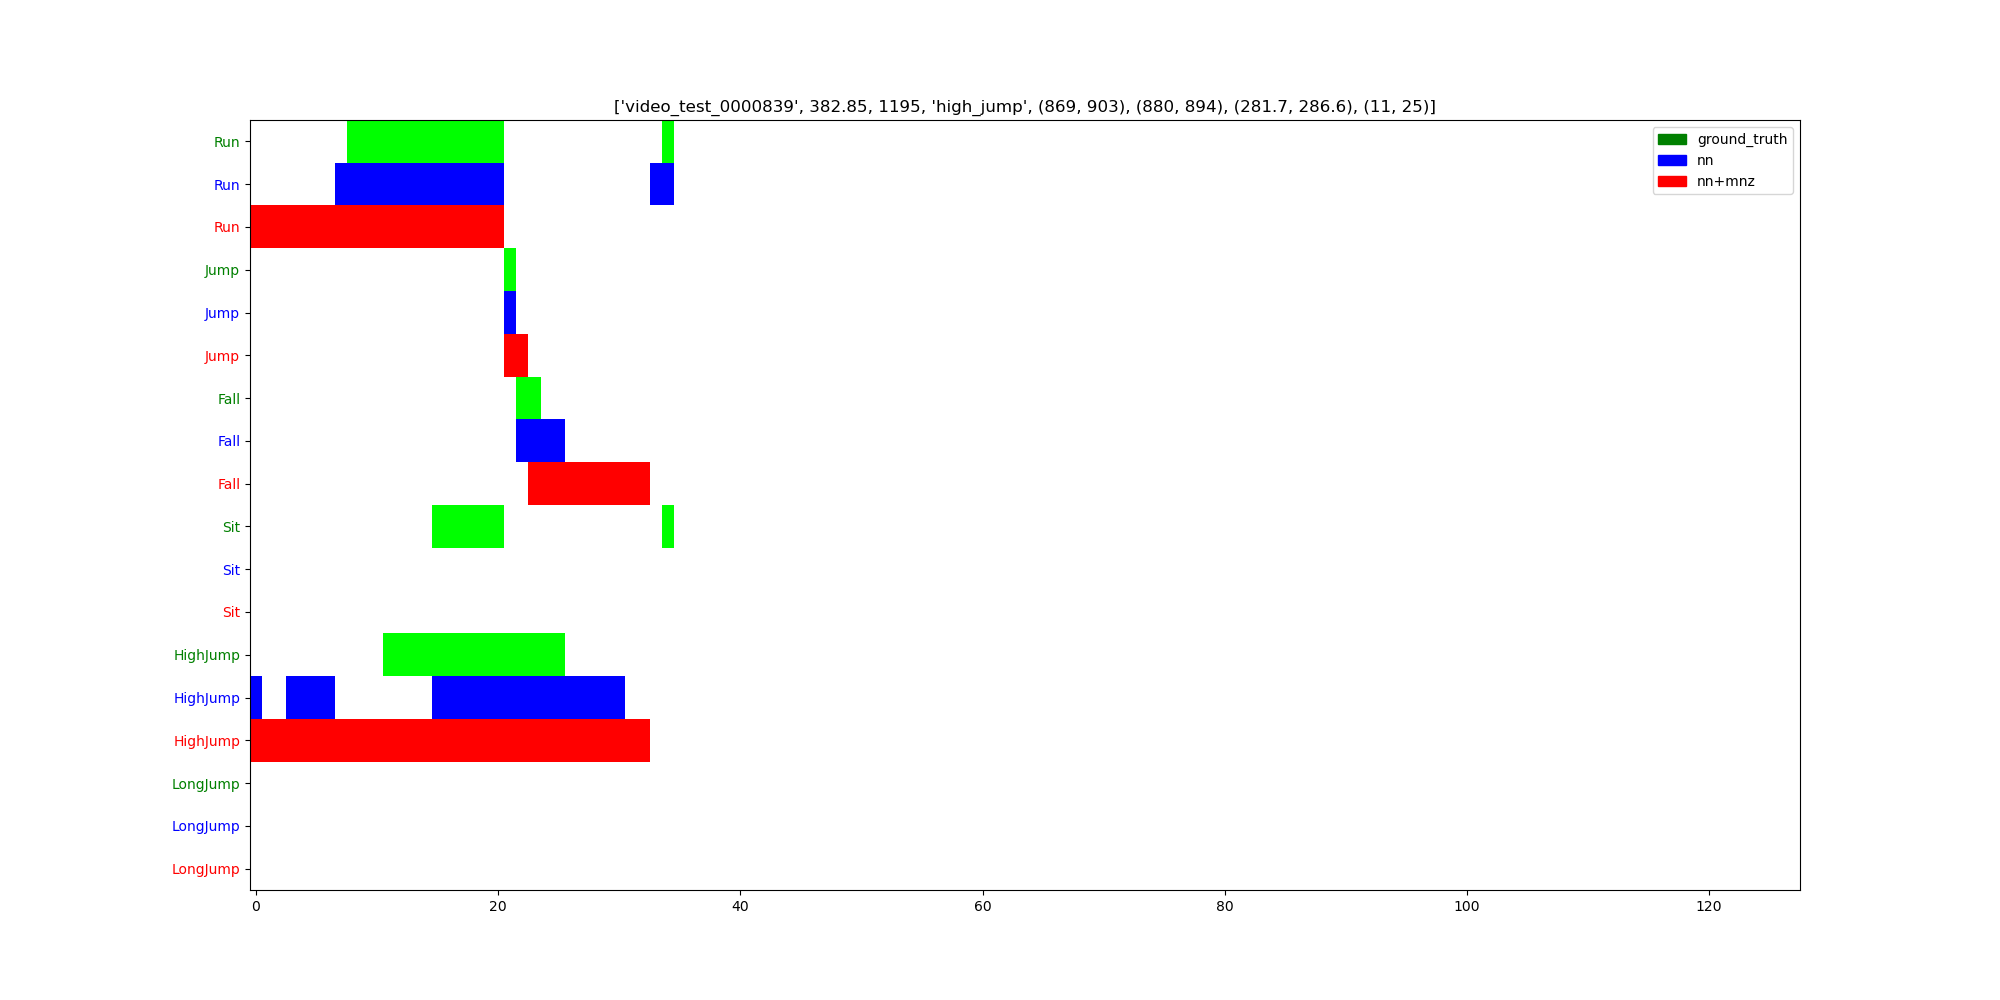 ['video_test_0000839', 382.85, 1195, 'high_jump', (869, 903), (880, 894), (281.7, 286.6), (11, 25)]
ground_truth
nn
nn+mnz
Run
Run
Run
Jump
Jump
Jump
Fall
Fall
Fall
Sit
Sit
Sit
HighJump
HighJump
HighJump
LongJump
LongJump
LongJump
0 20 40 60 80 100 120